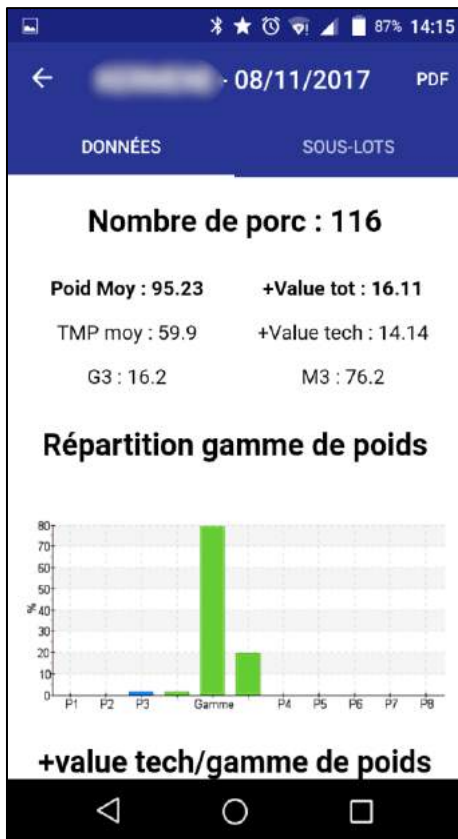 87% 14:15
- 08/11/2017 PDF
DONNÉES SOUS-LOTS
Nombre de porc : 116
Poid Moy : 95.23 +Value tot : 16.11
TMP moy : 59.9 +Value tech : 14.14
G3 : 16.2 M3 : 76.2
Répartition gamme de poids
80
70
60
50
%
40
30
20
10
0
P1 P2 P3 Gamme P4 P5 P6 P7 P8
+value tech/gamme de poids